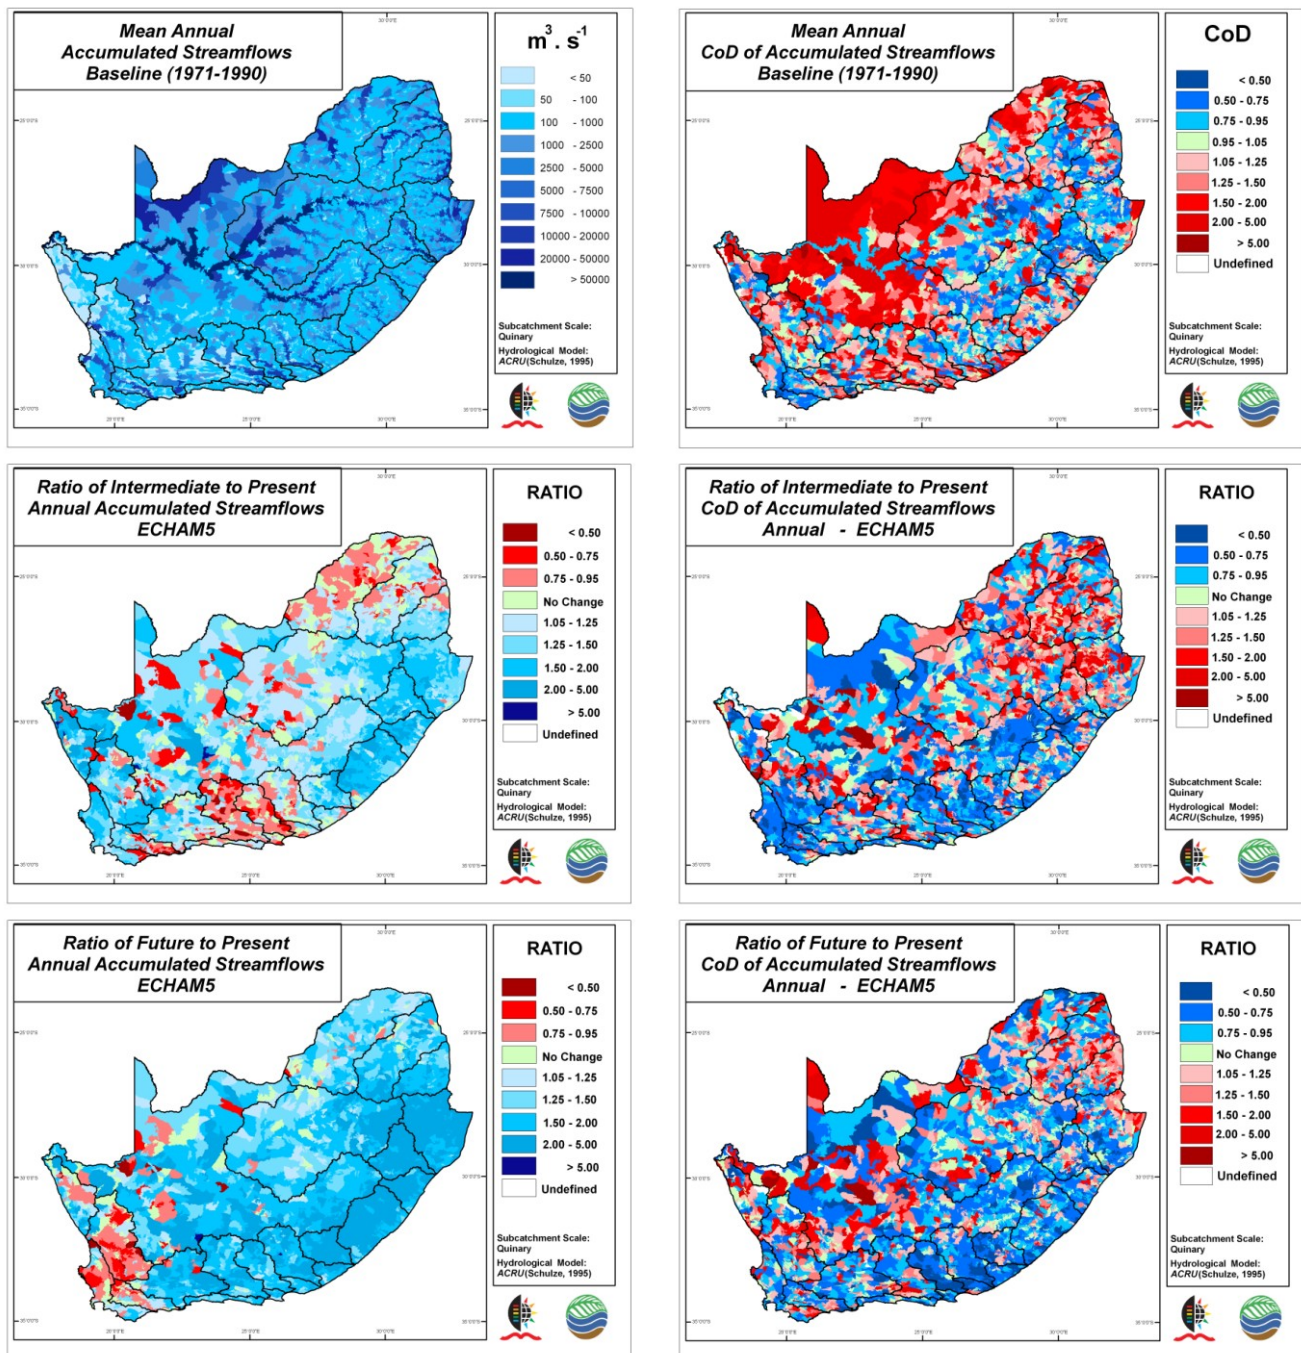 Mean Annual
Accumulated Streamflows
Baseline (1971-1990)
m³ . s⁻¹
< 50
50 - 100
100 - 1000
1000 - 2500
2500 - 5000
5000 - 7500
7500 - 10000
10000 - 20000
20000 - 50000
> 50000
Subcatchment Scale:
Quinary
Hydrological Model:
ACRU(Schulze, 1995)
Mean Annual
CoD of Accumulated Streamflows
Baseline (1971-1990)
CoD
< 0.50
0.50 - 0.75
0.75 - 0.95
0.95 - 1.05
1.05 - 1.25
1.25 - 1.50
1.50 - 2.00
2.00 - 5.00
> 5.00
Undefined
Subcatchment Scale:
Quinary
Hydrological Model:
ACRU(Schulze, 1995)
Ratio of Intermediate to Present
Annual Accumulated Streamflows
ECHAM5
RATIO
< 0.50
0.50 - 0.75
0.75 - 0.95
No Change
1.05 - 1.25
1.25 - 1.50
1.50 - 2.00
2.00 - 5.00
> 5.00
Undefined
Subcatchment Scale:
Quinary
Hydrological Model:
ACRU(Schulze, 1995)
Ratio of Intermediate to Present
CoD of Accumulated Streamflows
Annual - ECHAM5
RATIO
< 0.50
0.50 - 0.75
0.75 - 0.95
No Change
1.05 - 1.25
1.25 - 1.50
1.50 - 2.00
2.00 - 5.00
> 5.00
Undefined
Subcatchment Scale:
Quinary
Hydrological Model:
ACRU(Schulze, 1995)
Ratio of Future to Present
Annual Accumulated Streamflows
ECHAM5
RATIO
< 0.50
0.50 - 0.75
0.75 - 0.95
No Change
1.05 - 1.25
1.25 - 1.50
1.50 - 2.00
2.00 - 5.00
> 5.00
Undefined
Subcatchment Scale:
Quinary
Hydrological Model:
ACRU(Schulze, 1995)
Ratio of Future to Present
CoD of Accumulated Streamflows
Annual - ECHAM5
RATIO
< 0.50
0.50 - 0.75
0.75 - 0.95
No Change
1.05 - 1.25
1.25 - 1.50
1.50 - 2.00
2.00 - 5.00
> 5.00
Undefined
Subcatchment Scale:
Quinary
Hydrological Model:
ACRU(Schulze, 1995)